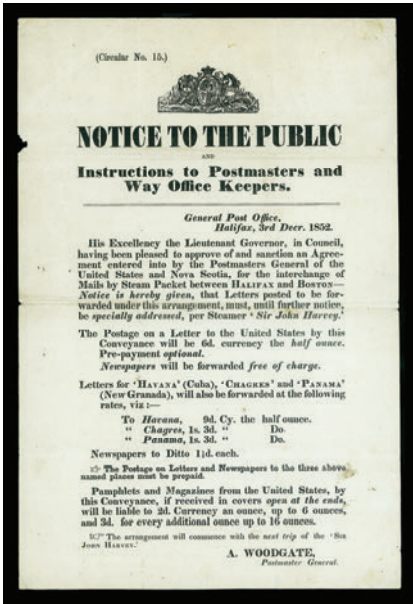 (Circular No. 15.)
NOTICE TO THE PUBLIC
AND
Instructions to Postmasters and
Way Office Keepers.
General Post Office,
Halifax, 3rd Decr. 1852.
His Excellency the Lieutenant Governor, in Council,
having been pleased to approve of and sanction an Agree-
ment entered into by the Postmasters General of the
United States and Nova Scotia, for the interchange of
Mails by Steam Packet between HALIFAX and BOSTON—
Notice is hereby given, that Letters posted to be for-
warded under this arrangement, must, until further notice,
be specially addressed, per Steamer ' Sir John Harvey.'
The Postage on a Letter to the United States by this
Conveyance will be 6d. currency the half ounce.
Pre-payment optional.
Newspapers will be forwarded free of charge.
Letters for 'HAVANA' (Cuba), 'CHAGRES' and 'PANAMA'
(New Granada), will also be forwarded at the following
rates, viz :—
To Havana, 9d. Cy. the half ounce.
" Chagres, 1s. 3d. " Do.
" Panama, 1s. 3d. " Do.
Newspapers to Ditto 1½d. each.
☞ The Postage on Letters and Newspapers to the three above
named places must be prepaid.
Pamphlets and Magazines from the United States, by
this Conveyance, if received in covers open at the ends,
will be liable to 2d. Currency an ounce, up to 6 ounces,
and 3d. for every additional ounce up to 16 ounces.
☞ The arrangement will commence with the next trip of the 'SIR
JOHN HARVEY.'
A. WOODGATE,
Postmaster General.